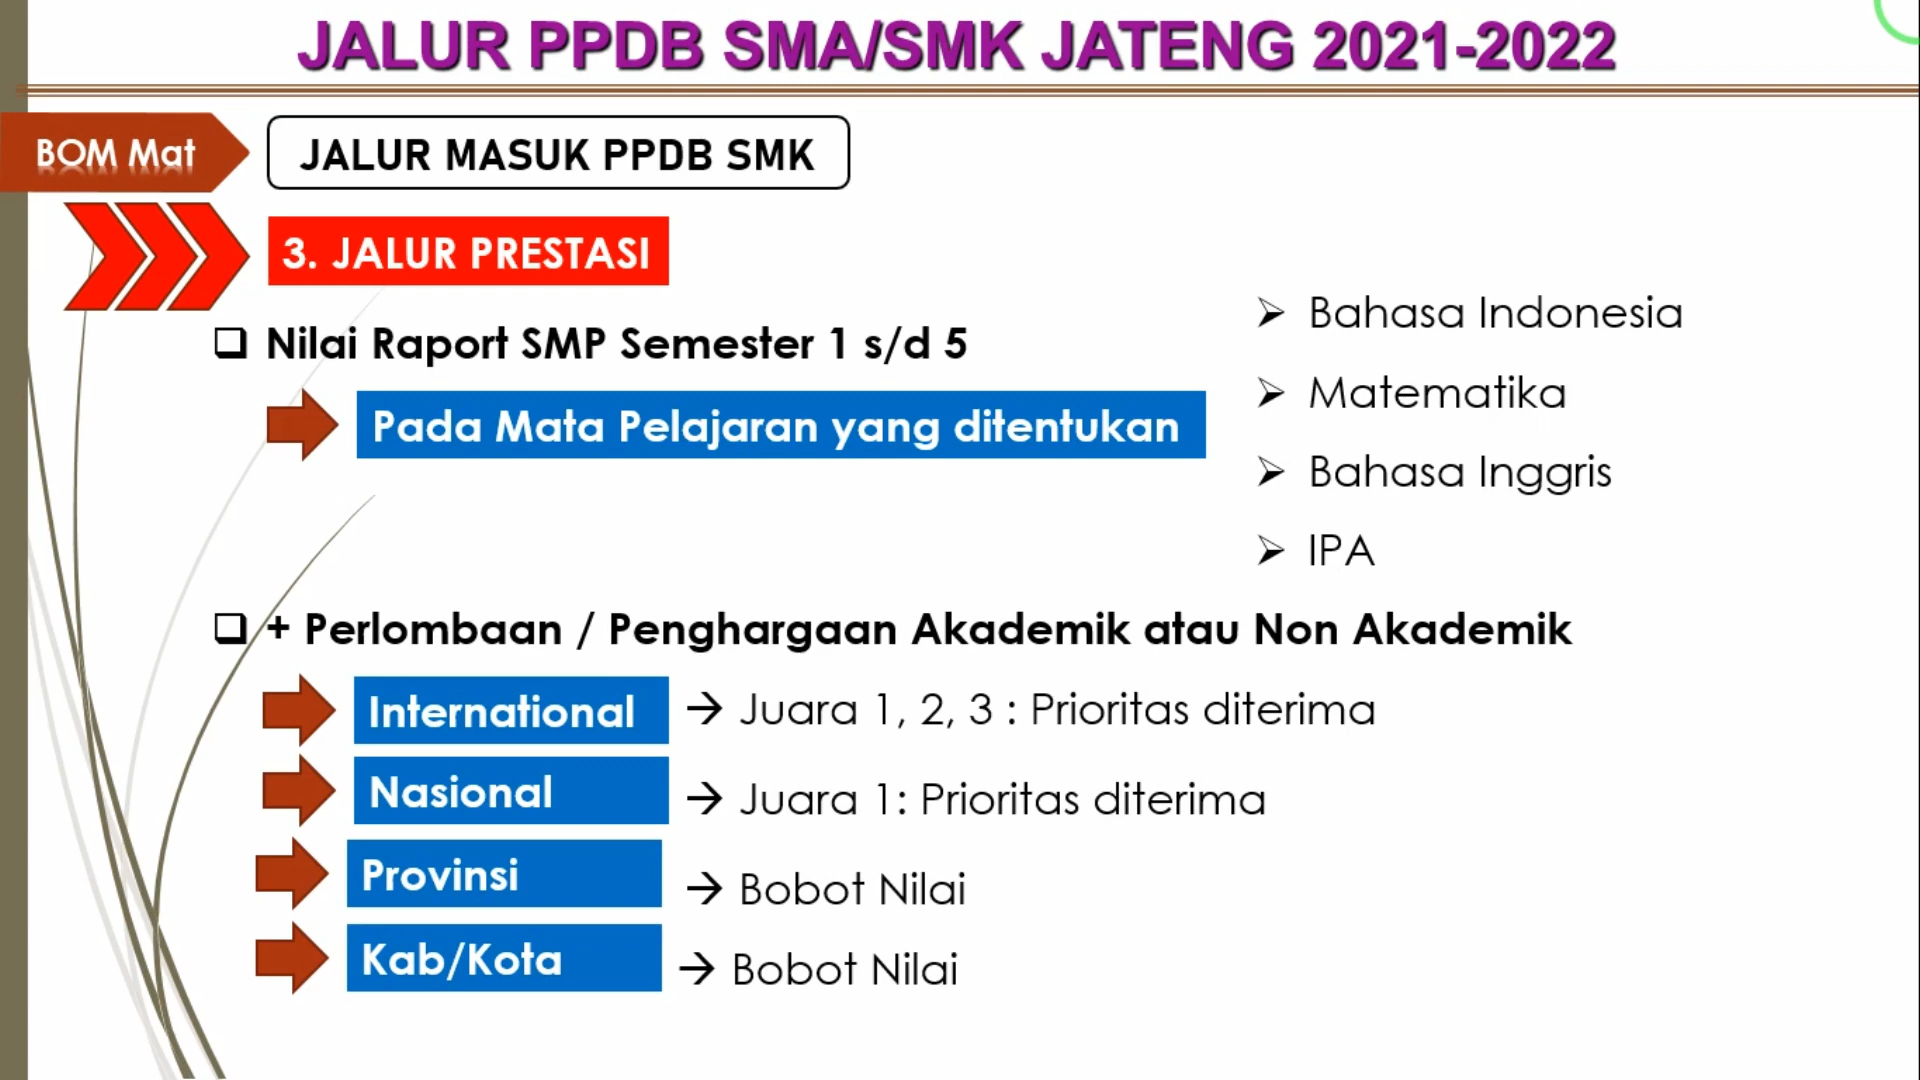 JALUR PPDB SMA/SMK JATENG 2021-2022
BOM Mat
JALUR MASUK PPDB SMK
3. JALUR PRESTASI
Nilai Raport SMP Semester 1 s/d 5
Pada Mata Pelajaran yang ditentukan
Bahasa Indonesia
Matematika
Bahasa Inggris
IPA
+ Perlombaan / Penghargaan Akademik atau Non Akademik
International → Juara 1, 2, 3 : Prioritas diterima
Nasional → Juara 1: Prioritas diterima
Provinsi → Bobot Nilai
Kab/Kota → Bobot Nilai